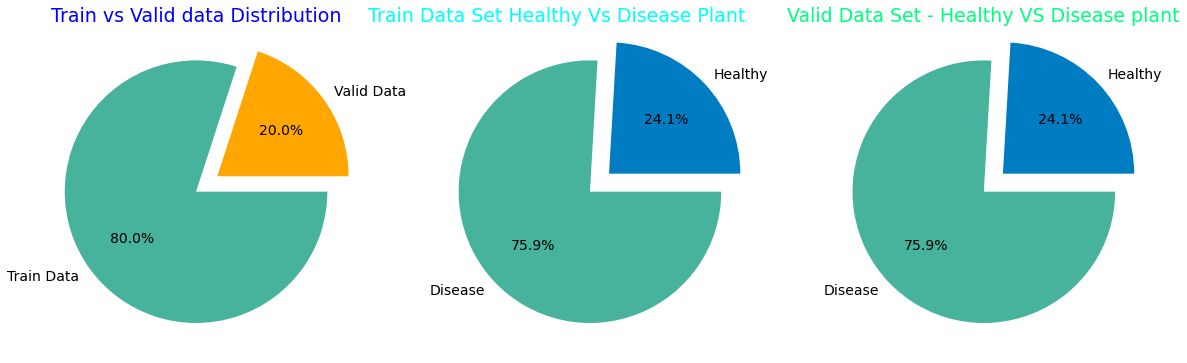 Train vs Valid data Distribution
Valid Data
20.0%
80.0%
Train Data
Train Data Set Healthy Vs Disease Plant
Healthy
24.1%
75.9%
Disease
Valid Data Set - Healthy VS Disease plant
Healthy
24.1%
75.9%
Disease